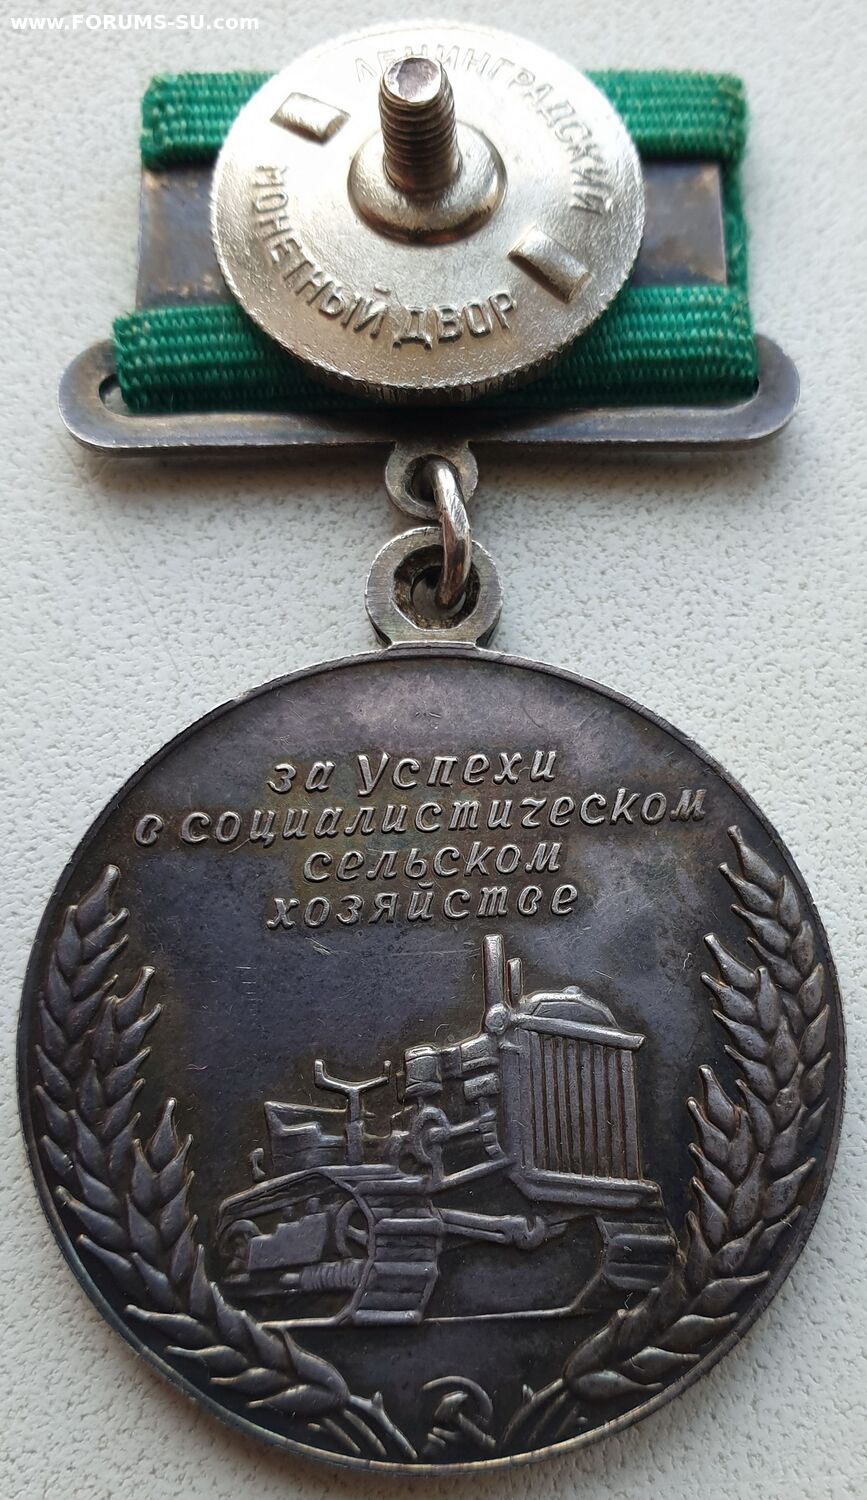 www.FORUMS-SU.com
ЛЕНИНГРАДСКИЙ
МОНЕТНЫЙ ДВОР
за успехи
в социалистическом
сельском
хозяйстве